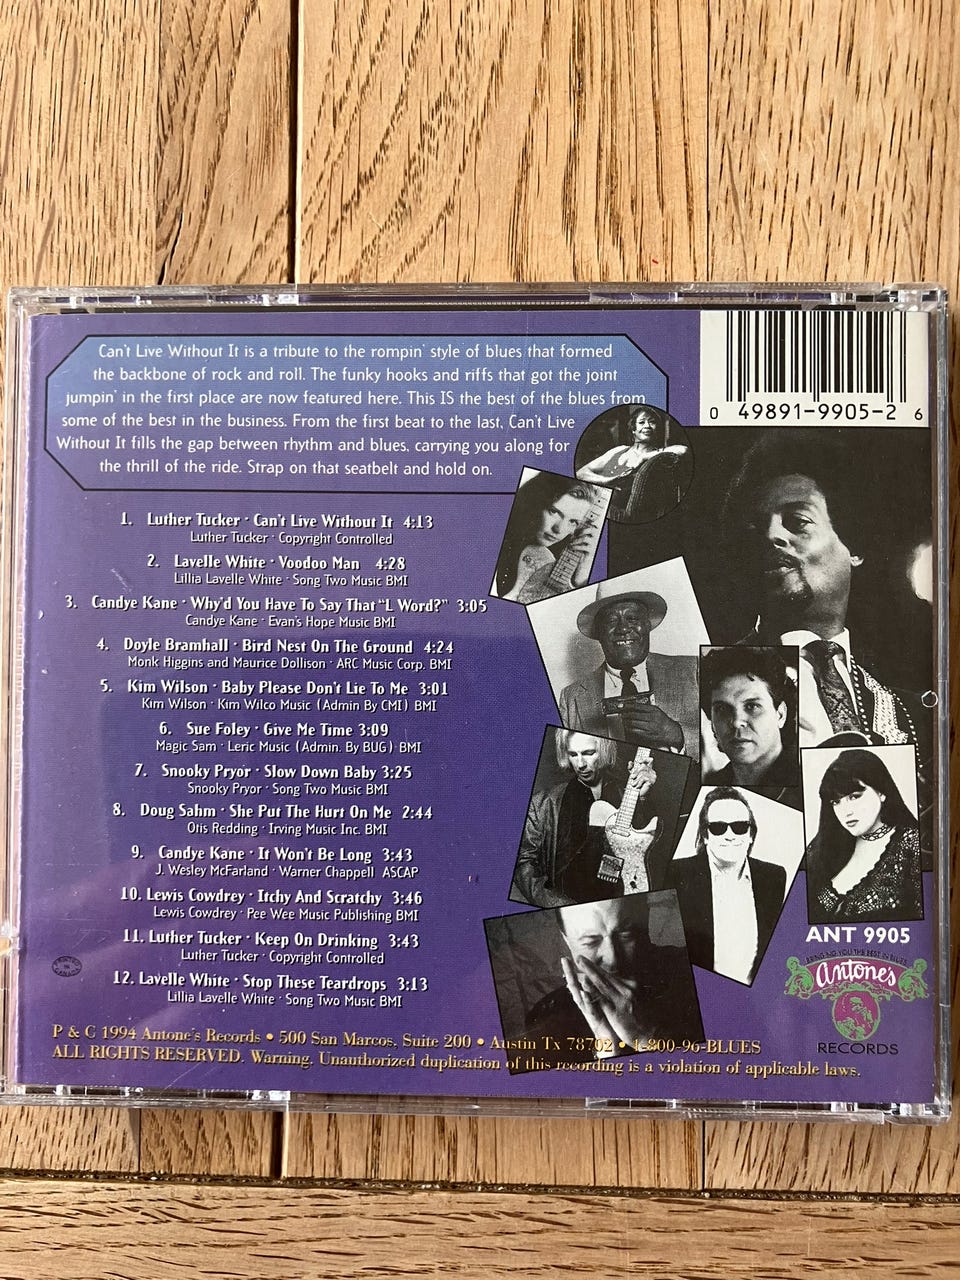 Can't Live Without It is a tribute to the rompin' style of blues that formed
the backbone of rock and roll. The funky hooks and riffs that got the joint
jumpin' in the first place are now featured here. This IS the best of the blues from
some of the best in the business. From the first beat to the last, Can't Live
Without It fills the gap between rhythm and blues, carrying you along for
the thrill of the ride. Strap on that seatbelt and hold on.
0 49891-9905-2 6
1. Luther Tucker · Can't Live Without It 4:13
Luther Tucker · Copyright Controlled
2. Lavelle White · Voodoo Man 4:28
Lillia Lavelle White · Song Two Music BMI
3. Candye Kane · Why'd You Have To Say That "L Word?" 3:05
Candye Kane · Evan's Hope Music BMI
4. Doyle Bramhall · Bird Nest On The Ground 4:24
Monk Higgins and Maurice Dollison · ARC Music Corp. BMI
5. Kim Wilson · Baby Please Don't Lie To Me 3:01
Kim Wilson · Kim Wilco Music (Admin By CMI) BMI
6. Sue Foley · Give Me Time 3:09
Magic Sam · Leric Music (Admin. By BUG) BMI
7. Snooky Pryor · Slow Down Baby 3:25
Snooky Pryor · Song Two Music BMI
8. Doug Sahm · She Put The Hurt On Me 2:44
Otis Redding · Irving Music Inc. BMI
9. Candye Kane · It Won't Be Long 3:43
J. Wesley McFarland · Warner Chappell ASCAP
10. Lewis Cowdrey · Itchy And Scratchy 3:46
Lewis Cowdrey · Pee Wee Music Publishing BMI
11. Luther Tucker · Keep On Drinking 3:43
Luther Tucker · Copyright Controlled
12. Lavelle White · Stop These Teardrops 3:13
Lillia Lavelle White · Song Two Music BMI
PRINTED IN CANADA
ANT 9905
BRINGING YOU THE BEST IN BLUES
antone's
RECORDS
P & C 1994 Antone's Records • 500 San Marcos, Suite 200 • Austin Tx 78702 • 1-800-96-BLUES
ALL RIGHTS RESERVED. Warning. Unauthorized duplication of this recording is a violation of applicable laws.